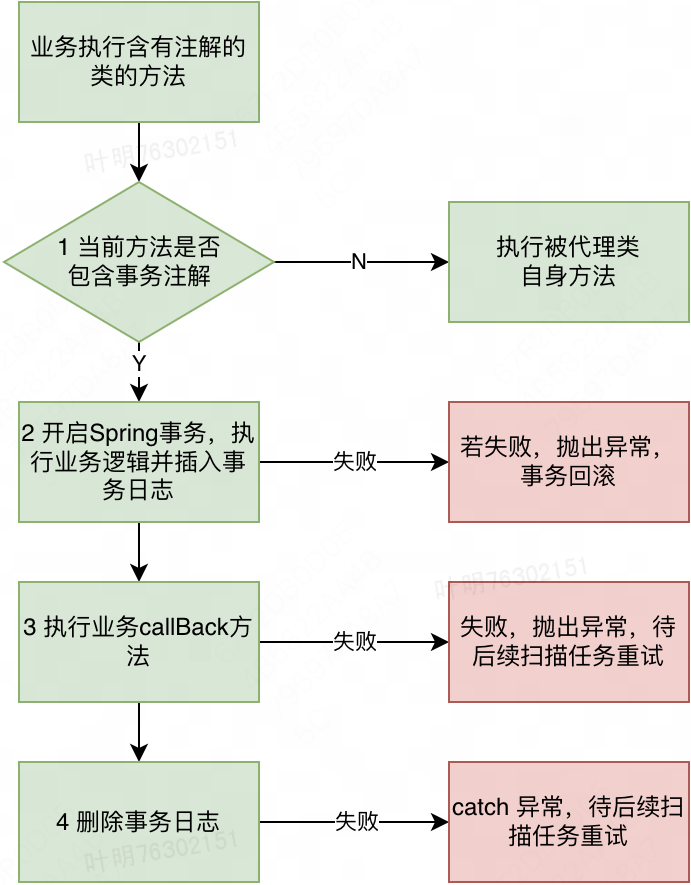 业务执行含有注解的
类的方法
叶明76302151
1 当前方法是否
包含事务注解
N
执行被代理类
自身方法
Y
2 开启Spring事务，执
行业务逻辑并插入事
务日志
失败
若失败，抛出异常，
事务回滚
叶明76302151
3 执行业务callBack方
法
失败
失败，抛出异常，待
后续扫描任务重试
4 删除事务日志
失败
catch 异常，待后续扫
描任务重试
叶明76302151